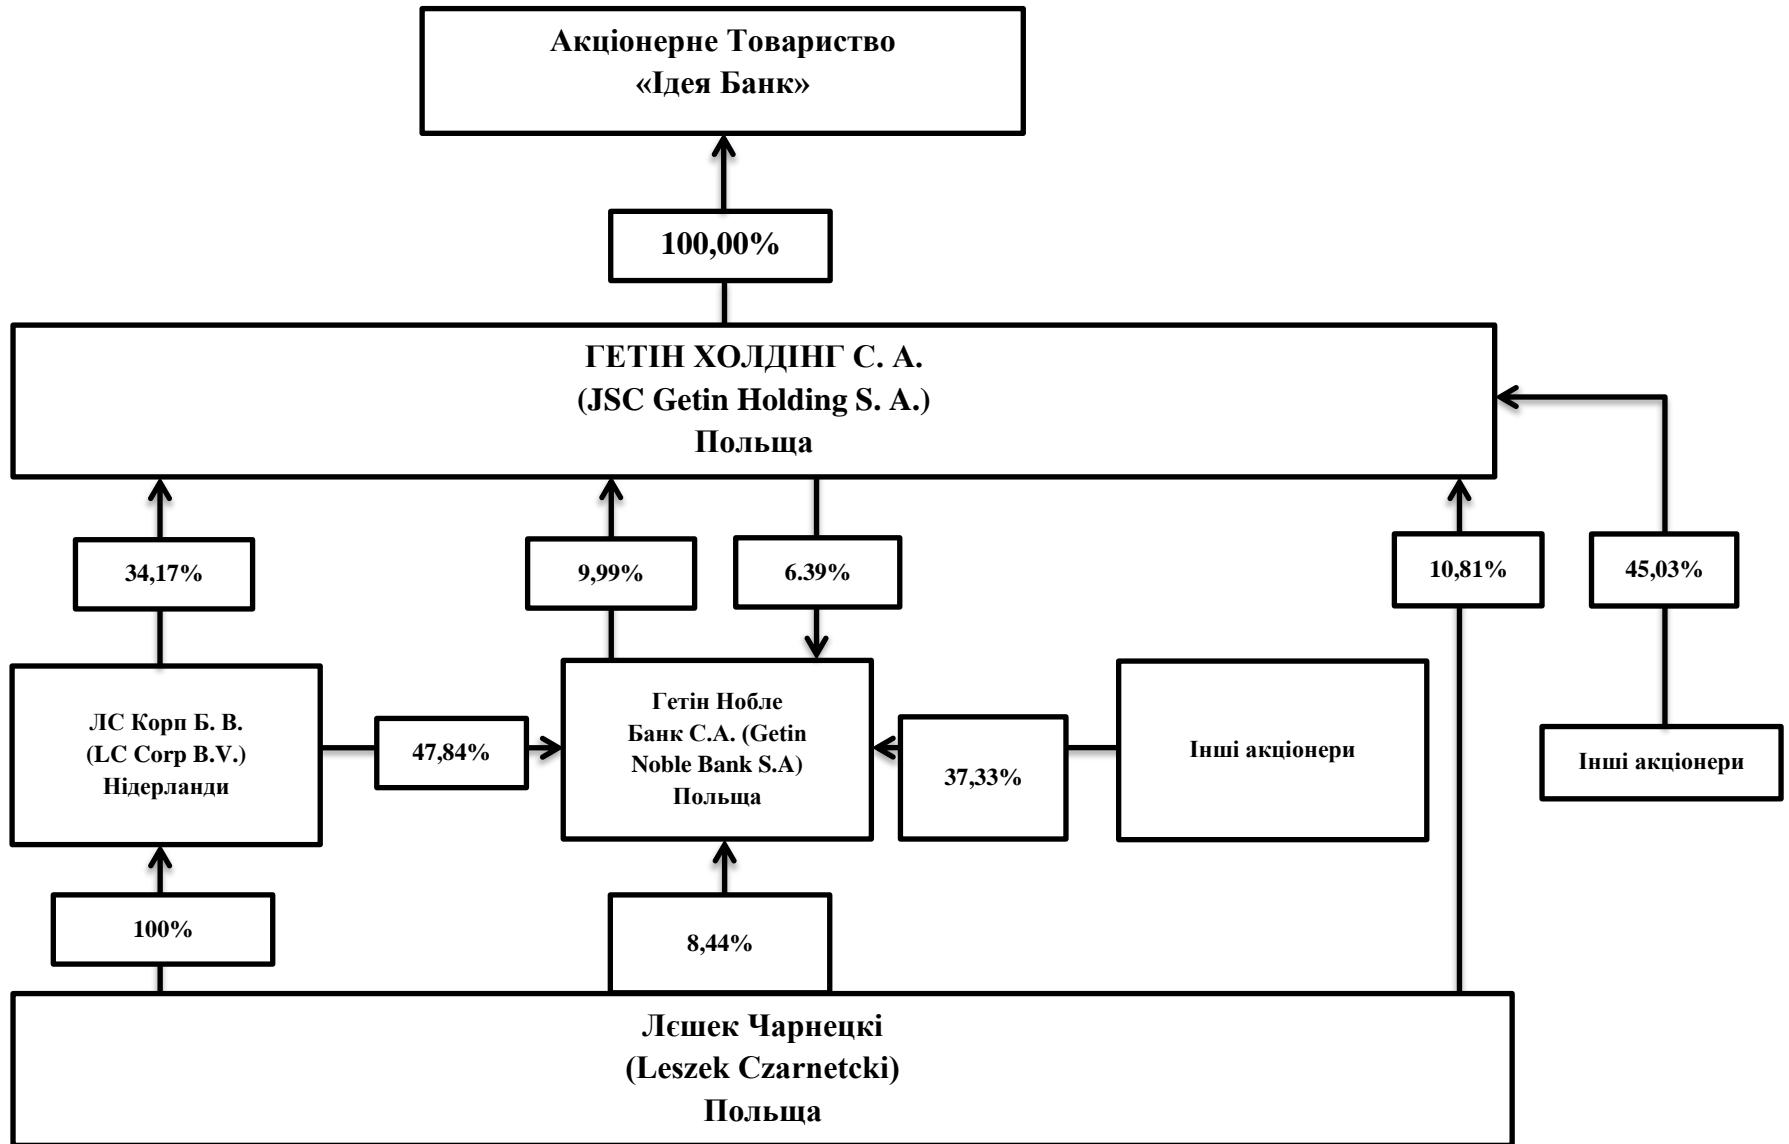 Акціонерне Товариство
«Ідея Банк»
100,00%
ГЕТІН ХОЛДІНГ С. А.
(JSC Getin Holding S. A.)
Польща
34,17%
9,99%
6.39%
10,81%
45,03%
ЛС Корп Б. В.
(LC Corp B.V.)
Нідерланди
47,84%
Гетін Нобле
Банк С.А. (Getin
Noble Bank S.A)
Польща
37,33%
Інші акціонери
Інші акціонери
100%
8,44%
Лєшек Чарнецкі
(Leszek Czarnetcki)
Польща